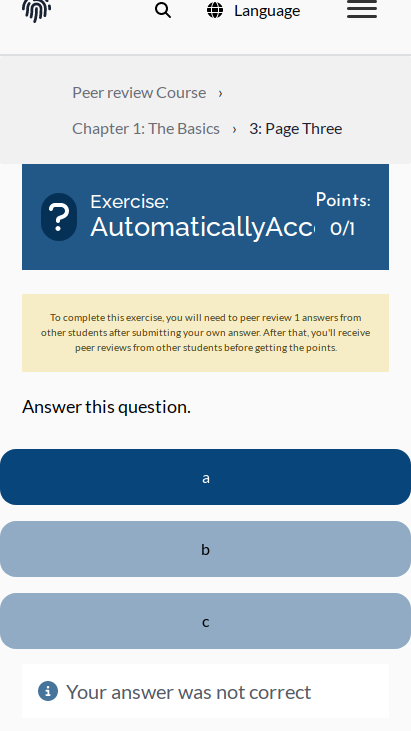 Language
Peer review Course ›
Chapter 1: The Basics › 3: Page Three
Exercise:
AutomaticallyAcc
Points:
0/1
To complete this exercise, you will need to peer review 1 answers from
other students after submitting your own answer. After that, you'll receive
peer reviews from other students before getting the points.
Answer this question.
a
b
c
Your answer was not correct